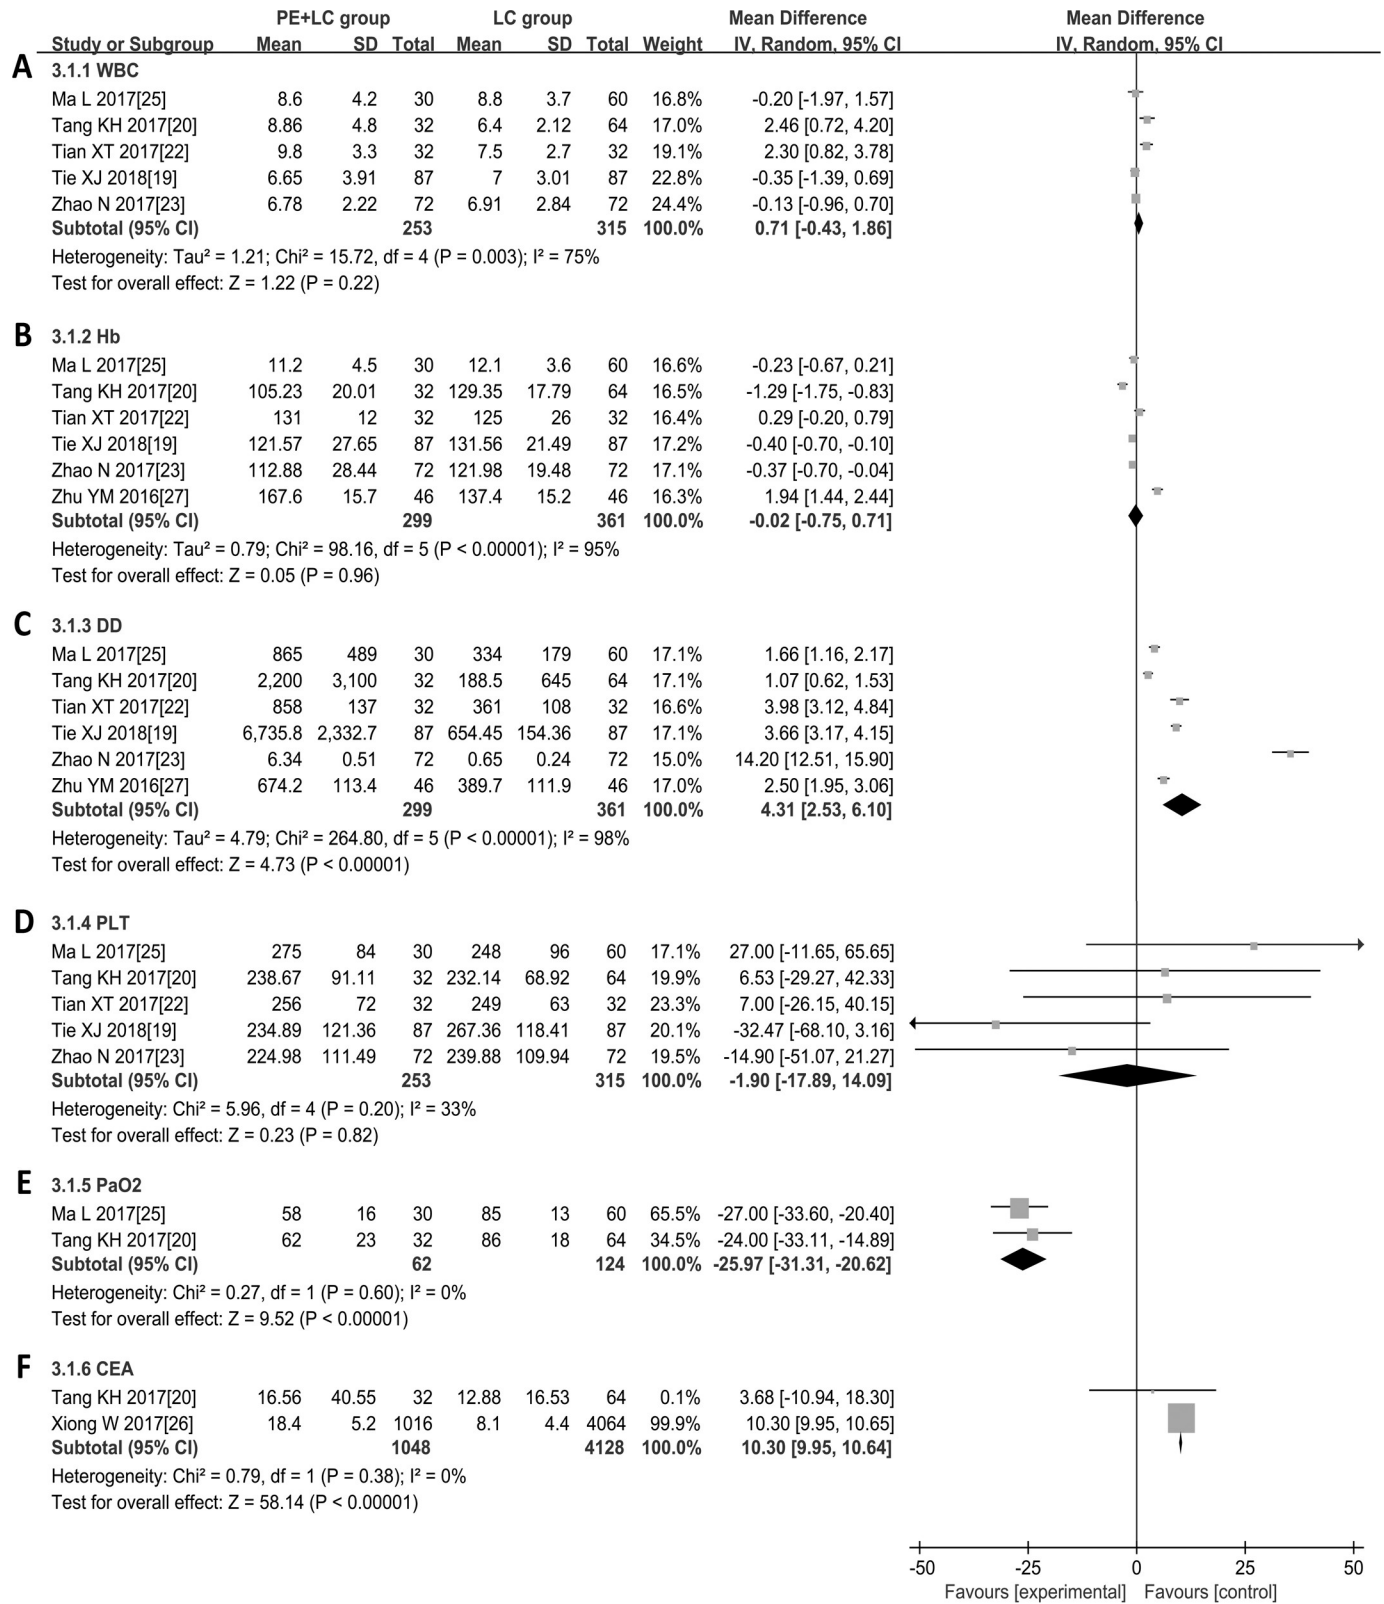 PE+LC group LC group Mean Difference Mean Difference
Study or Subgroup Mean SD Total Mean SD Total Weight IV, Random, 95% CI IV, Random, 95% CI
A 3.1.1 WBC
Ma L 2017[25] 8.6 4.2 30 8.8 3.7 60 16.8% -0.20 [-1.97, 1.57]
Tang KH 2017[20] 8.86 4.8 32 6.4 2.12 64 17.0% 2.46 [0.72, 4.20]
Tian XT 2017[22] 9.8 3.3 32 7.5 2.7 32 19.1% 2.30 [0.82, 3.78]
Tie XJ 2018[19] 6.65 3.91 87 7 3.01 87 22.8% -0.35 [-1.39, 0.69]
Zhao N 2017[23] 6.78 2.22 72 6.91 2.84 72 24.4% -0.13 [-0.96, 0.70]
Subtotal (95% CI) 253 315 100.0% 0.71 [-0.43, 1.86]
Heterogeneity: Tau² = 1.21; Chi² = 15.72, df = 4 (P = 0.003); I² = 75%
Test for overall effect: Z = 1.22 (P = 0.22)
B 3.1.2 Hb
Ma L 2017[25] 11.2 4.5 30 12.1 3.6 60 16.6% -0.23 [-0.67, 0.21]
Tang KH 2017[20] 105.23 20.01 32 129.35 17.79 64 16.5% -1.29 [-1.75, -0.83]
Tian XT 2017[22] 131 12 32 125 26 32 16.4% 0.29 [-0.20, 0.79]
Tie XJ 2018[19] 121.57 27.65 87 131.56 21.49 87 17.2% -0.40 [-0.70, -0.10]
Zhao N 2017[23] 112.88 28.44 72 121.98 19.48 72 17.1% -0.37 [-0.70, -0.04]
Zhu YM 2016[27] 167.6 15.7 46 137.4 15.2 46 16.3% 1.94 [1.44, 2.44]
Subtotal (95% CI) 299 361 100.0% -0.02 [-0.75, 0.71]
Heterogeneity: Tau² = 0.79; Chi² = 98.16, df = 5 (P < 0.00001); I² = 95%
Test for overall effect: Z = 0.05 (P = 0.96)
C 3.1.3 DD
Ma L 2017[25] 865 489 30 334 179 60 17.1% 1.66 [1.16, 2.17]
Tang KH 2017[20] 2,200 3,100 32 188.5 645 64 17.1% 1.07 [0.62, 1.53]
Tian XT 2017[22] 858 137 32 361 108 32 16.6% 3.98 [3.12, 4.84]
Tie XJ 2018[19] 6,735.8 2,332.7 87 654.45 154.36 87 17.1% 3.66 [3.17, 4.15]
Zhao N 2017[23] 6.34 0.51 72 0.65 0.24 72 15.0% 14.20 [12.51, 15.90]
Zhu YM 2016[27] 674.2 113.4 46 389.7 111.9 46 17.0% 2.50 [1.95, 3.06]
Subtotal (95% CI) 299 361 100.0% 4.31 [2.53, 6.10]
Heterogeneity: Tau² = 4.79; Chi² = 264.80, df = 5 (P < 0.00001); I² = 98%
Test for overall effect: Z = 4.73 (P < 0.00001)
D 3.1.4 PLT
Ma L 2017[25] 275 84 30 248 96 60 17.1% 27.00 [-11.65, 65.65]
Tang KH 2017[20] 238.67 91.11 32 232.14 68.92 64 19.9% 6.53 [-29.27, 42.33]
Tian XT 2017[22] 256 72 32 249 63 32 23.3% 7.00 [-26.15, 40.15]
Tie XJ 2018[19] 234.89 121.36 87 267.36 118.41 87 20.1% -32.47 [-68.10, 3.16]
Zhao N 2017[23] 224.98 111.49 72 239.88 109.94 72 19.5% -14.90 [-51.07, 21.27]
Subtotal (95% CI) 253 315 100.0% -1.90 [-17.89, 14.09]
Heterogeneity: Chi² = 5.96, df = 4 (P = 0.20); I² = 33%
Test for overall effect: Z = 0.23 (P = 0.82)
E 3.1.5 PaO2
Ma L 2017[25] 58 16 30 85 13 60 65.5% -27.00 [-33.60, -20.40]
Tang KH 2017[20] 62 23 32 86 18 64 34.5% -24.00 [-33.11, -14.89]
Subtotal (95% CI) 62 124 100.0% -25.97 [-31.31, -20.62]
Heterogeneity: Chi² = 0.27, df = 1 (P = 0.60); I² = 0%
Test for overall effect: Z = 9.52 (P < 0.00001)
F 3.1.6 CEA
Tang KH 2017[20] 16.56 40.55 32 12.88 16.53 64 0.1% 3.68 [-10.94, 18.30]
Xiong W 2017[26] 18.4 5.2 1016 8.1 4.4 4064 99.9% 10.30 [9.95, 10.65]
Subtotal (95% CI) 1048 4128 100.0% 10.30 [9.95, 10.64]
Heterogeneity: Chi² = 0.79, df = 1 (P = 0.38); I² = 0%
Test for overall effect: Z = 58.14 (P < 0.00001)
-50 -25 0 25 50
Favours [experimental] Favours [control]